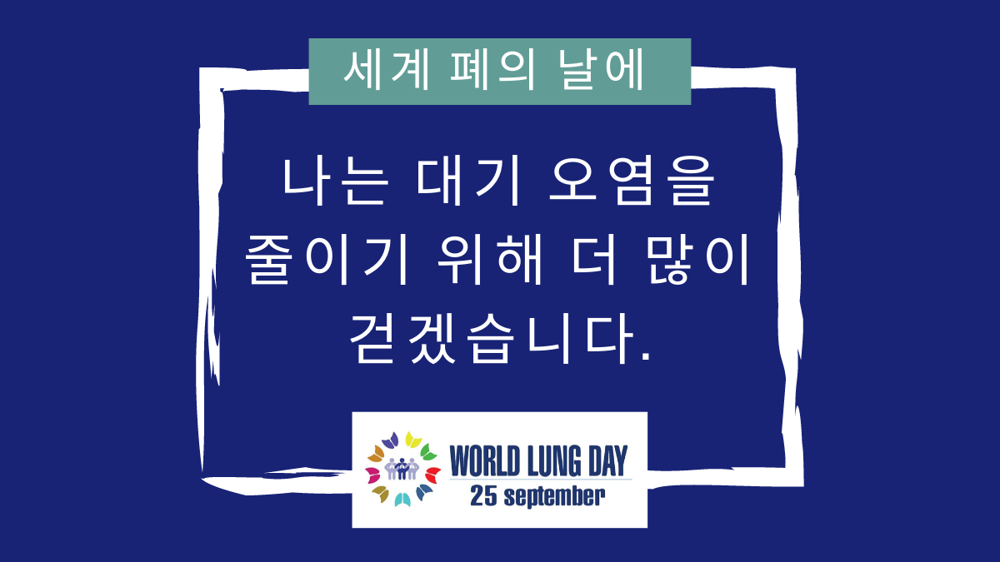 세계 폐의 날에
나는 대기 오염을
줄이기 위해 더 많이
걷겠습니다.
WORLD LUNG DAY
25 september